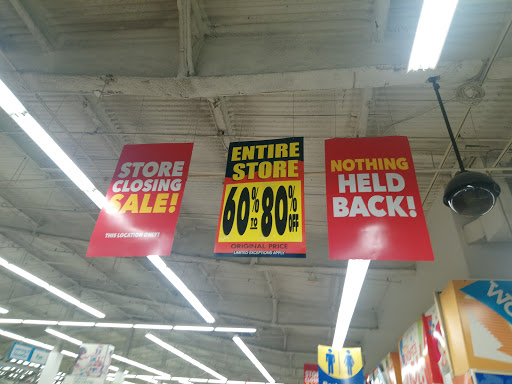 STORE
CLOSING
SALE!
THIS LOCATION ONLY!
ENTIRE
STORE
60% TO 80% OFF
ORIGINAL PRICE
LIMITED EXCEPTIONS APPLY
NOTHING
HELD
BACK!